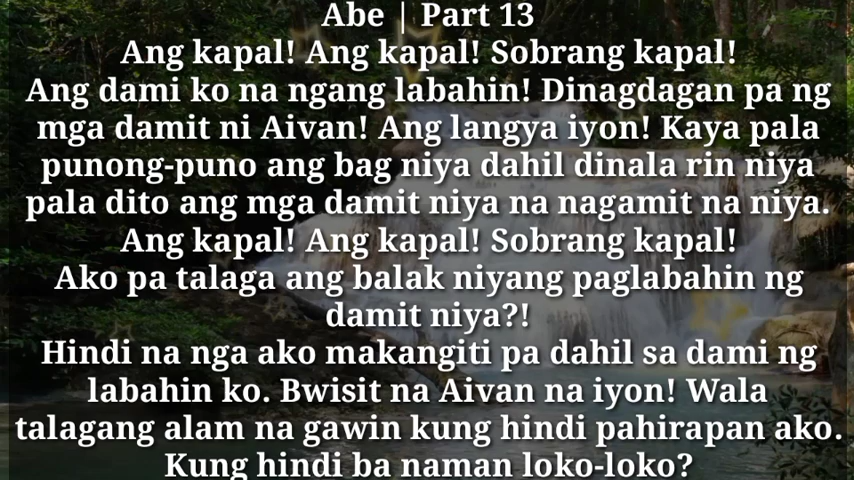 Abe | Part 13
Ang kapal! Ang kapal! Sobrang kapal!
Ang dami ko na ngang labahin! Dinagdagan pa ng
mga damit ni Aivan! Ang langya iyon! Kaya pala
punong-puno ang bag niya dahil dinala rin niya
pala dito ang mga damit niya na nagamit na niya.
Ang kapal! Ang kapal! Sobrang kapal!
Ako pa talaga ang balak niyang paglabahin ng
damit niya?!
Hindi na nga ako makangiti pa dahil sa dami ng
labahin ko. Bwisit na Aivan na iyon! Wala
talagang alam na gawin kung hindi pahirapan ako.
Kung hindi ba naman loko-loko?